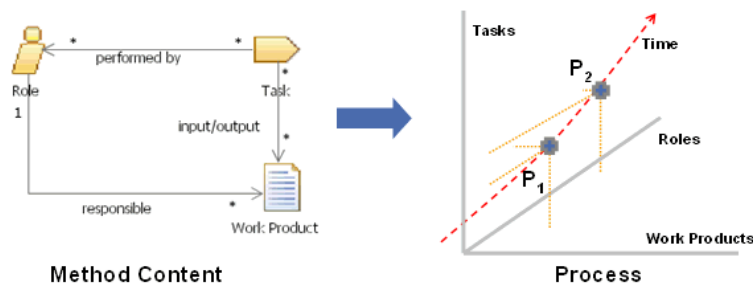 *
performed by
*
Role
Task
1
*
input/output
*
responsible
*
Work Product
Method Content
Tasks
Time
P2
Roles
P1
Work Products
Process